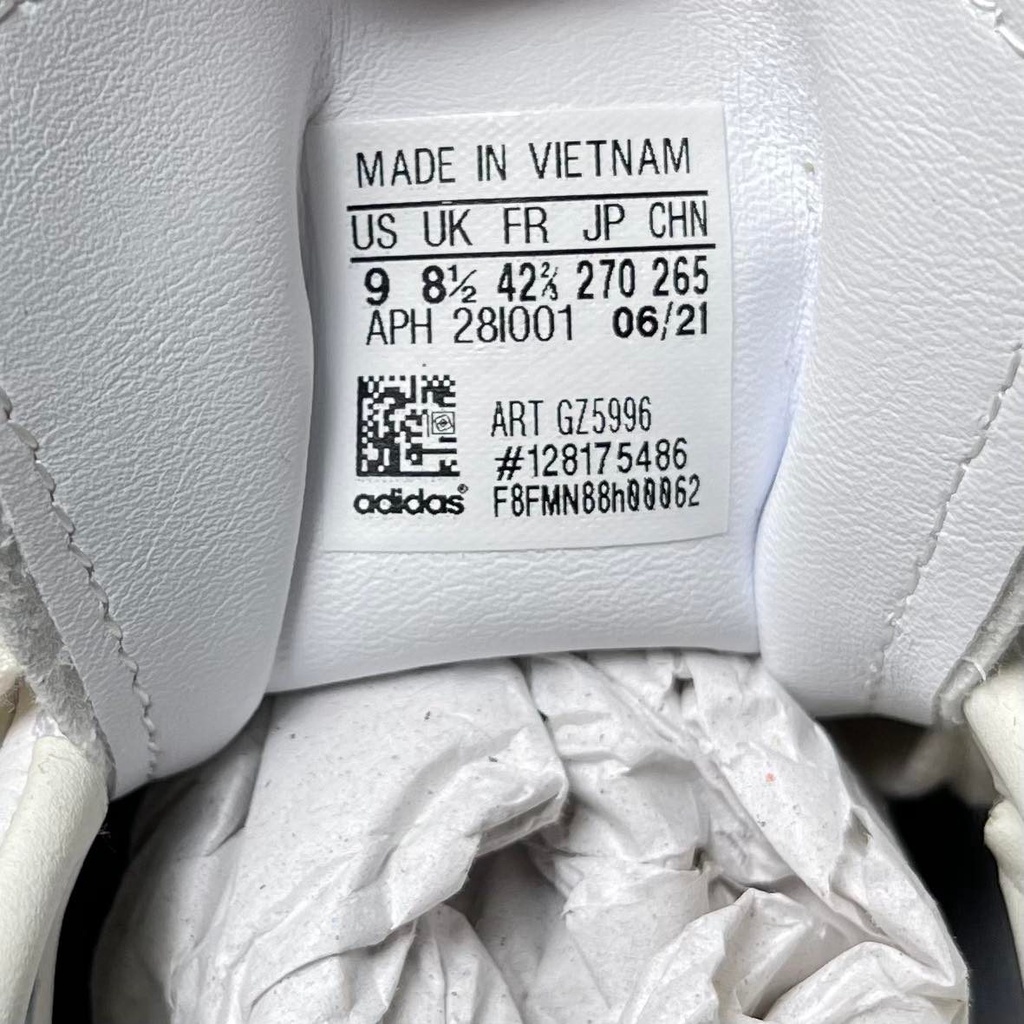 MADE IN VIETNAM
US UK FR JP CHN
9 8½ 42⅔ 270 265
APH 28I001 06/21
ART GZ5996
#128175486
adidas® F8FMN88h00062